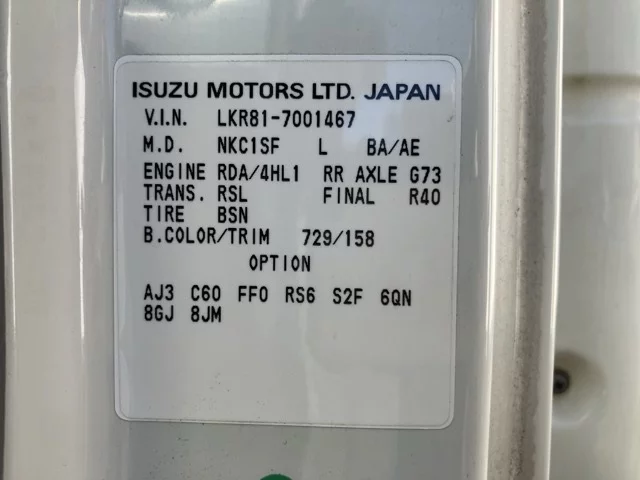 ISUZU MOTORS LTD. JAPAN
V.I.N. LKR81-7001467
M.D. NKC1SF L BA/AE
ENGINE RDA/4HL1 RR AXLE G73
TRANS. RSL FINAL R40
TIRE BSN
B.COLOR/TRIM 729/158
OPTION
AJ3 C60 FF0 RS6 S2F 6QN
8GJ 8JM